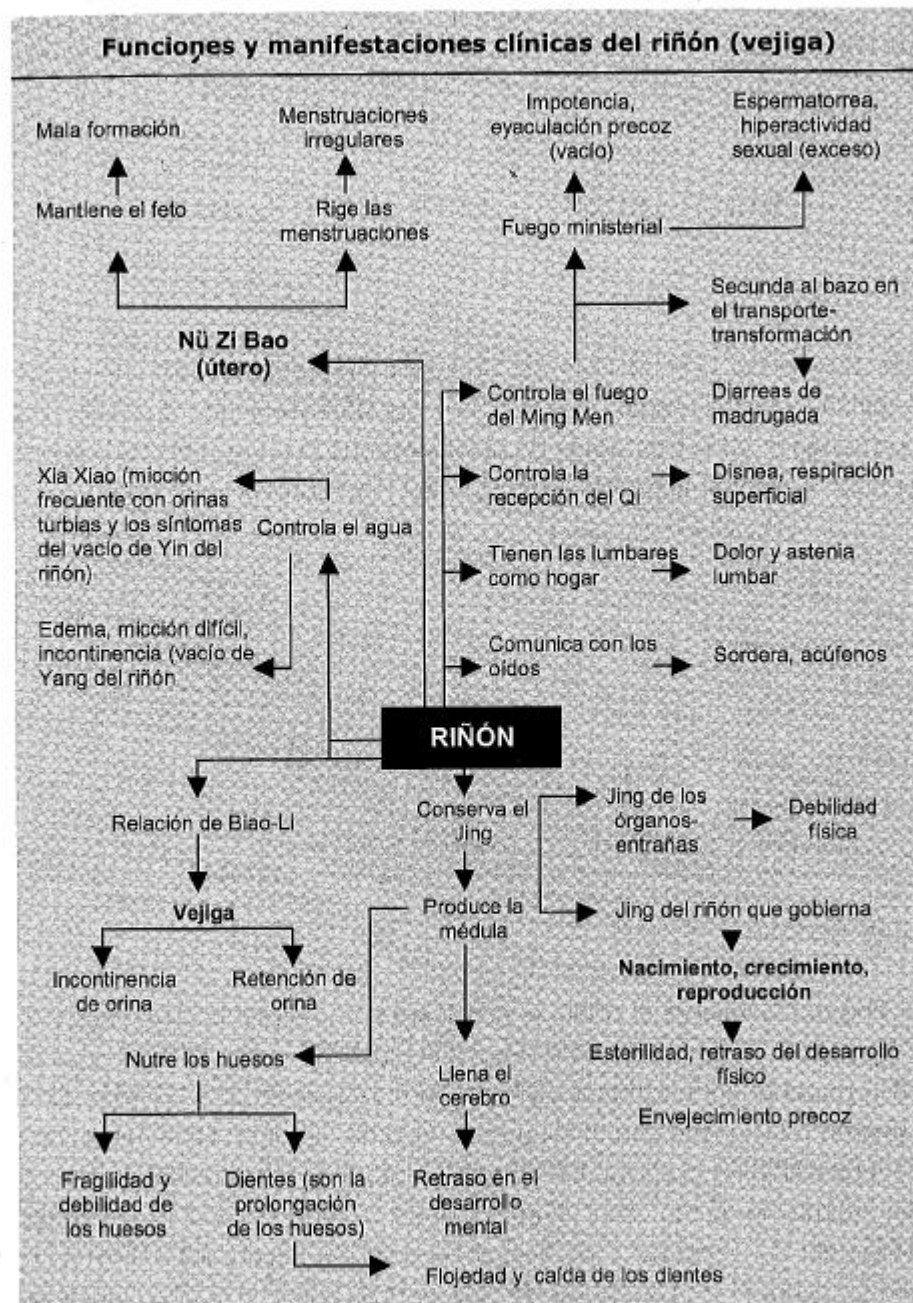 Funciones y manifestaciones clínicas del riñón (vejiga)
Mala formación
Menstruaciones
irregulares
Impotencia,
eyaculación precoz
(vacío)
Espermatorrea,
hiperactividad
sexual (exceso)
Mantiene el feto
Rige las
menstruaciones
Fuego ministerial
Secunda al bazo en
el transporte-
transformación
Nü Zi Bao
(útero)
Controla el fuego
del Ming Men
Diarreas de
madrugada
Xia Xiao (micción
frecuente con orinas
turbias y los síntomas
del vacío de Yin del
riñón)
Controla el agua
Controla la
recepción del Qi
Disnea, respiración
superficial
Tienen las lumbares
como hogar
Dolor y astenia
lumbar
Edema, micción difícil,
incontinencia (vacío de
Yang del riñón
Comunica con los
oídos
Sordera, acúfenos
RIÑÓN
Relación de Biao-Li
Conserva el
Jing
Jing de los
órganos-
entrañas
Debilidad
física
Vejiga
Produce la
médula
Jing del riñón que gobierna
Incontinencia
de orina
Retención de
orina
Nacimiento, crecimiento,
reproducción
Nutre los huesos
Llena el
cerebro
Esterilidad, retraso del desarrollo
físico
Envejecimiento precoz
Fragilidad y
debilidad de
los huesos
Dientes (son la
prolongación
de los huesos)
Retraso en el
desarrollo
mental
Flojedad y caída de los dientes